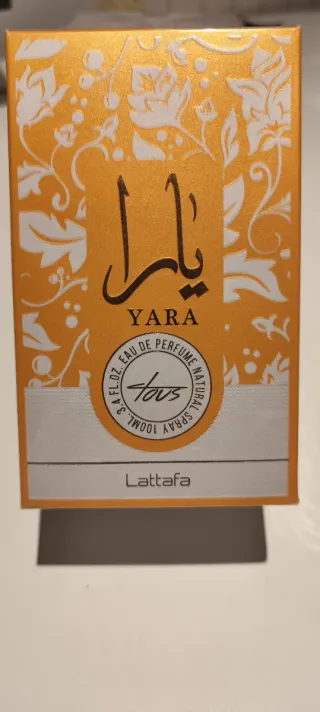 يارا
YARA
EAU DE PERFUME NATURAL SPRAY 100ML. 3.4 FL.OZ.
Tous
Lattafa